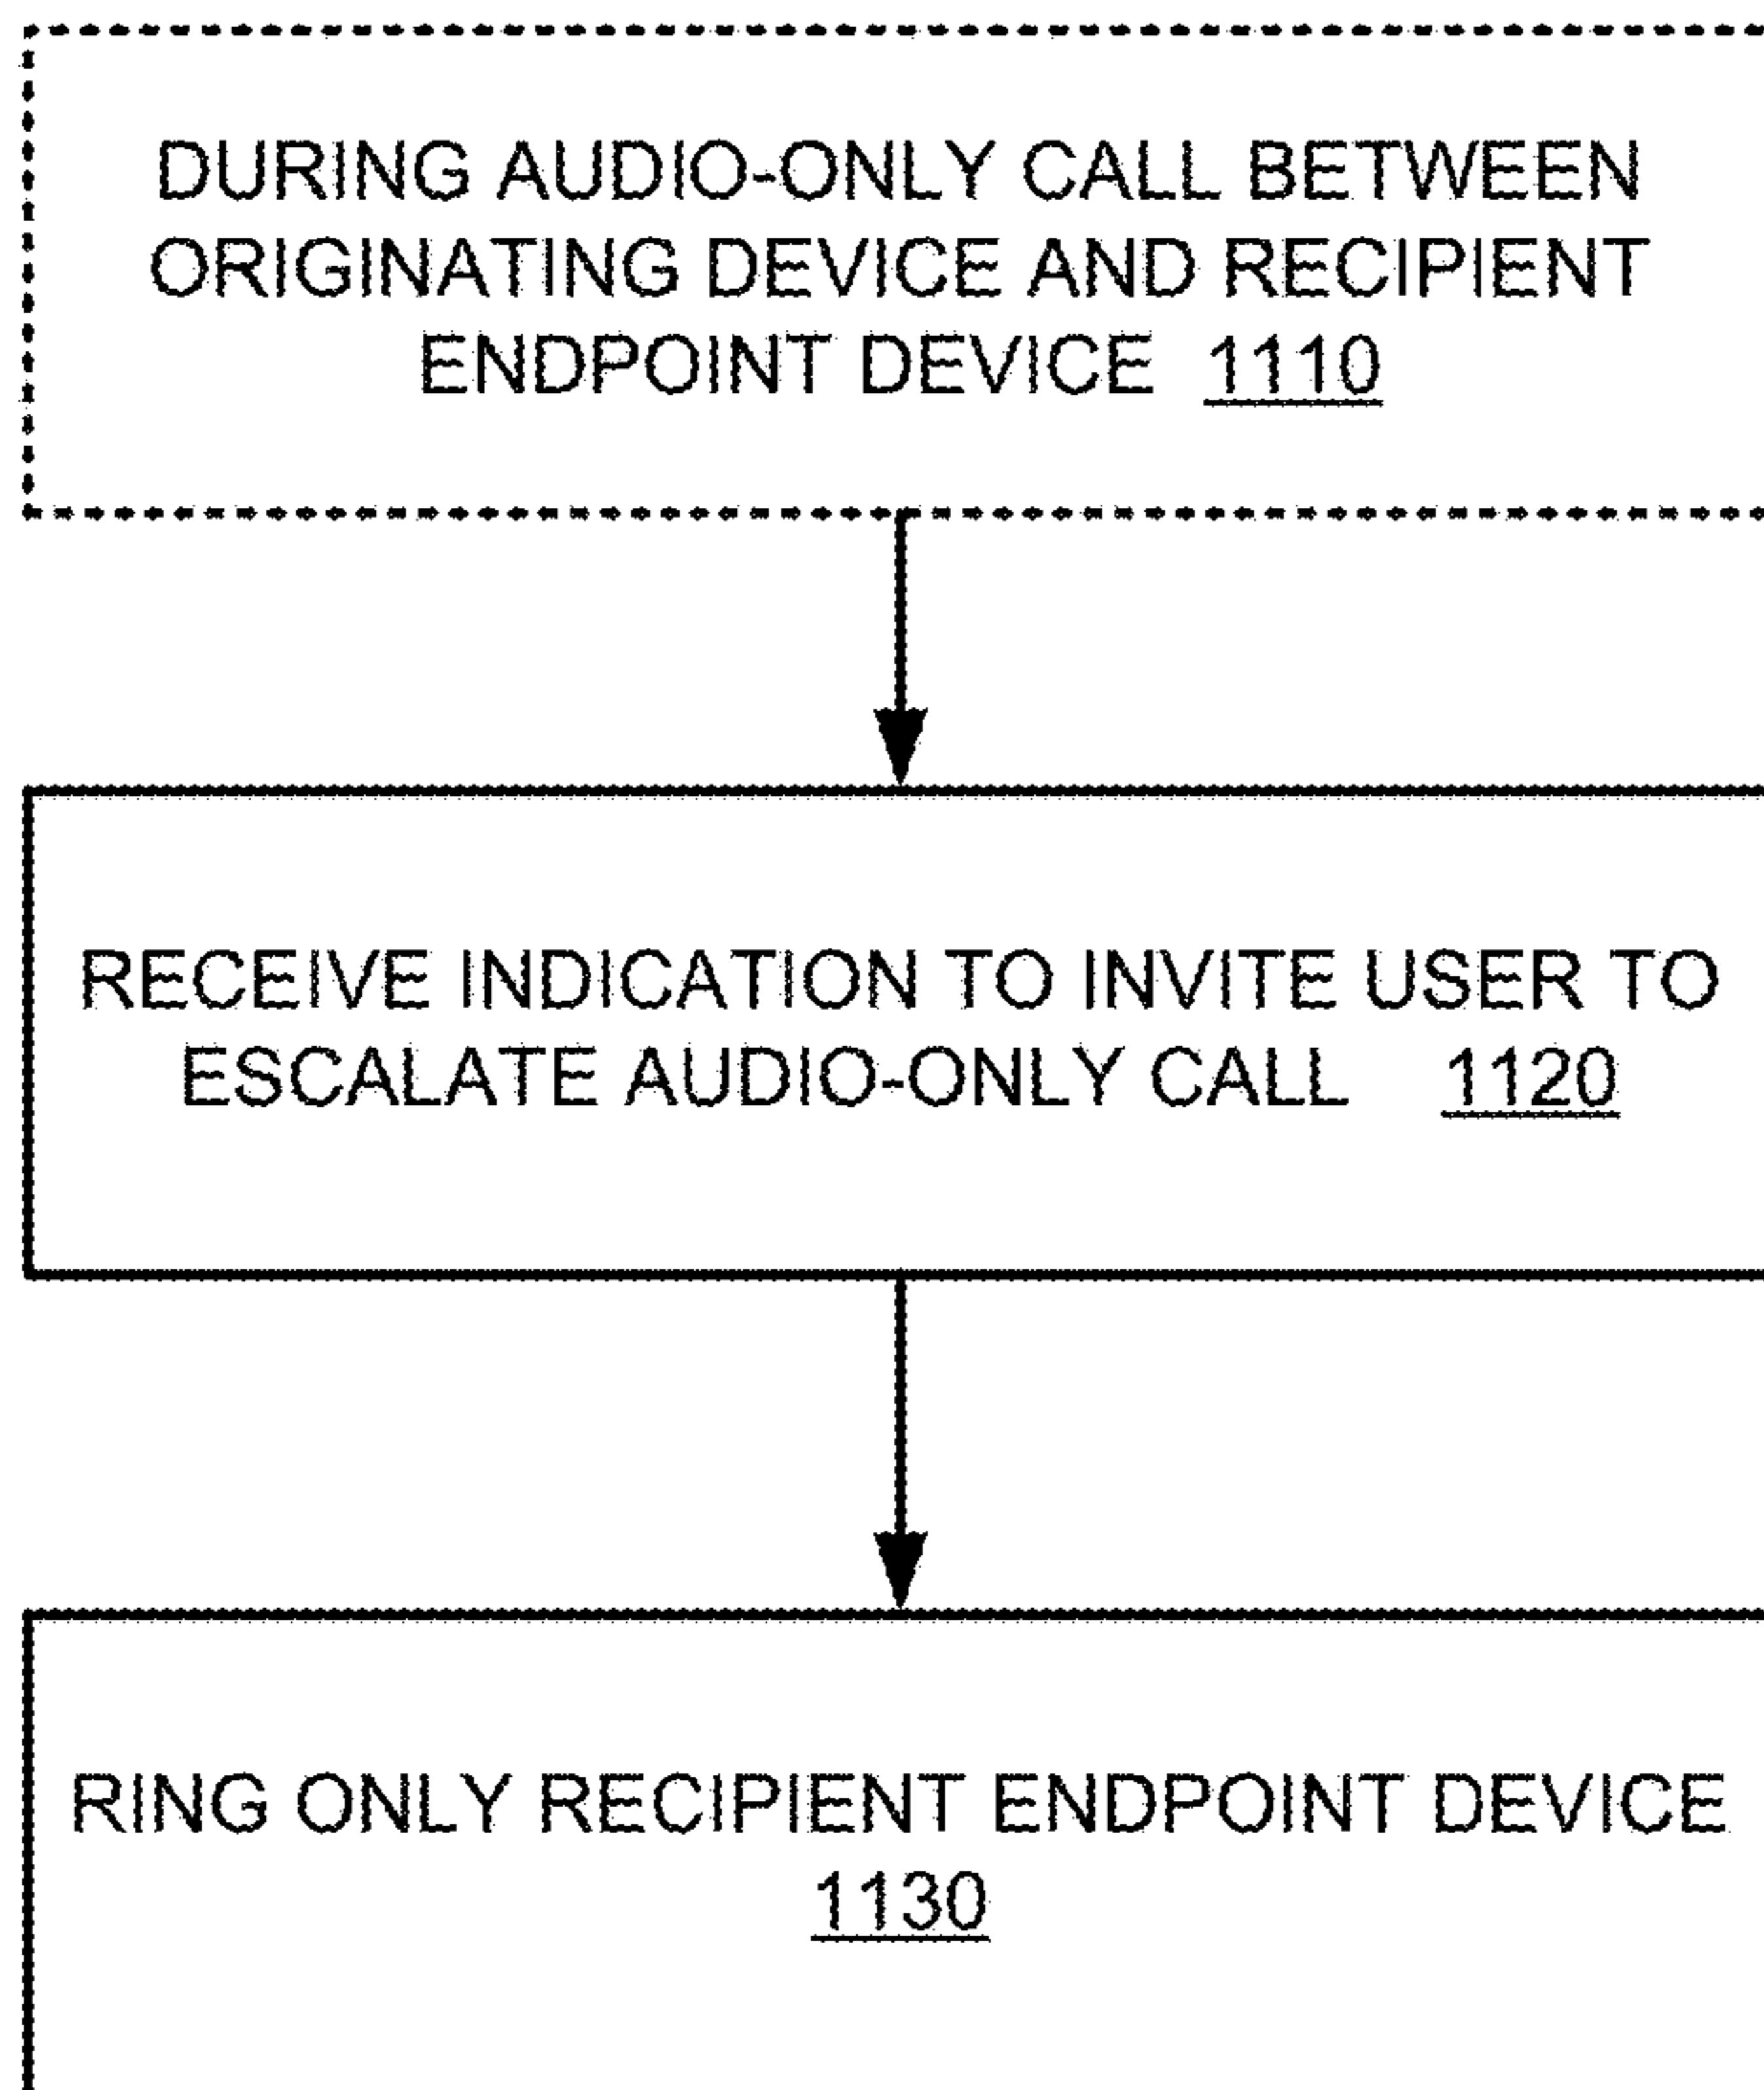 DURING AUDIO-ONLY CALL BETWEEN
ORIGINATING DEVICE AND RECIPIENT
ENDPOINT DEVICE 1110
RECEIVE INDICATION TO INVITE USER TO
ESCALATE AUDIO-ONLY CALL 1120
RING ONLY RECIPIENT ENDPOINT DEVICE
1130